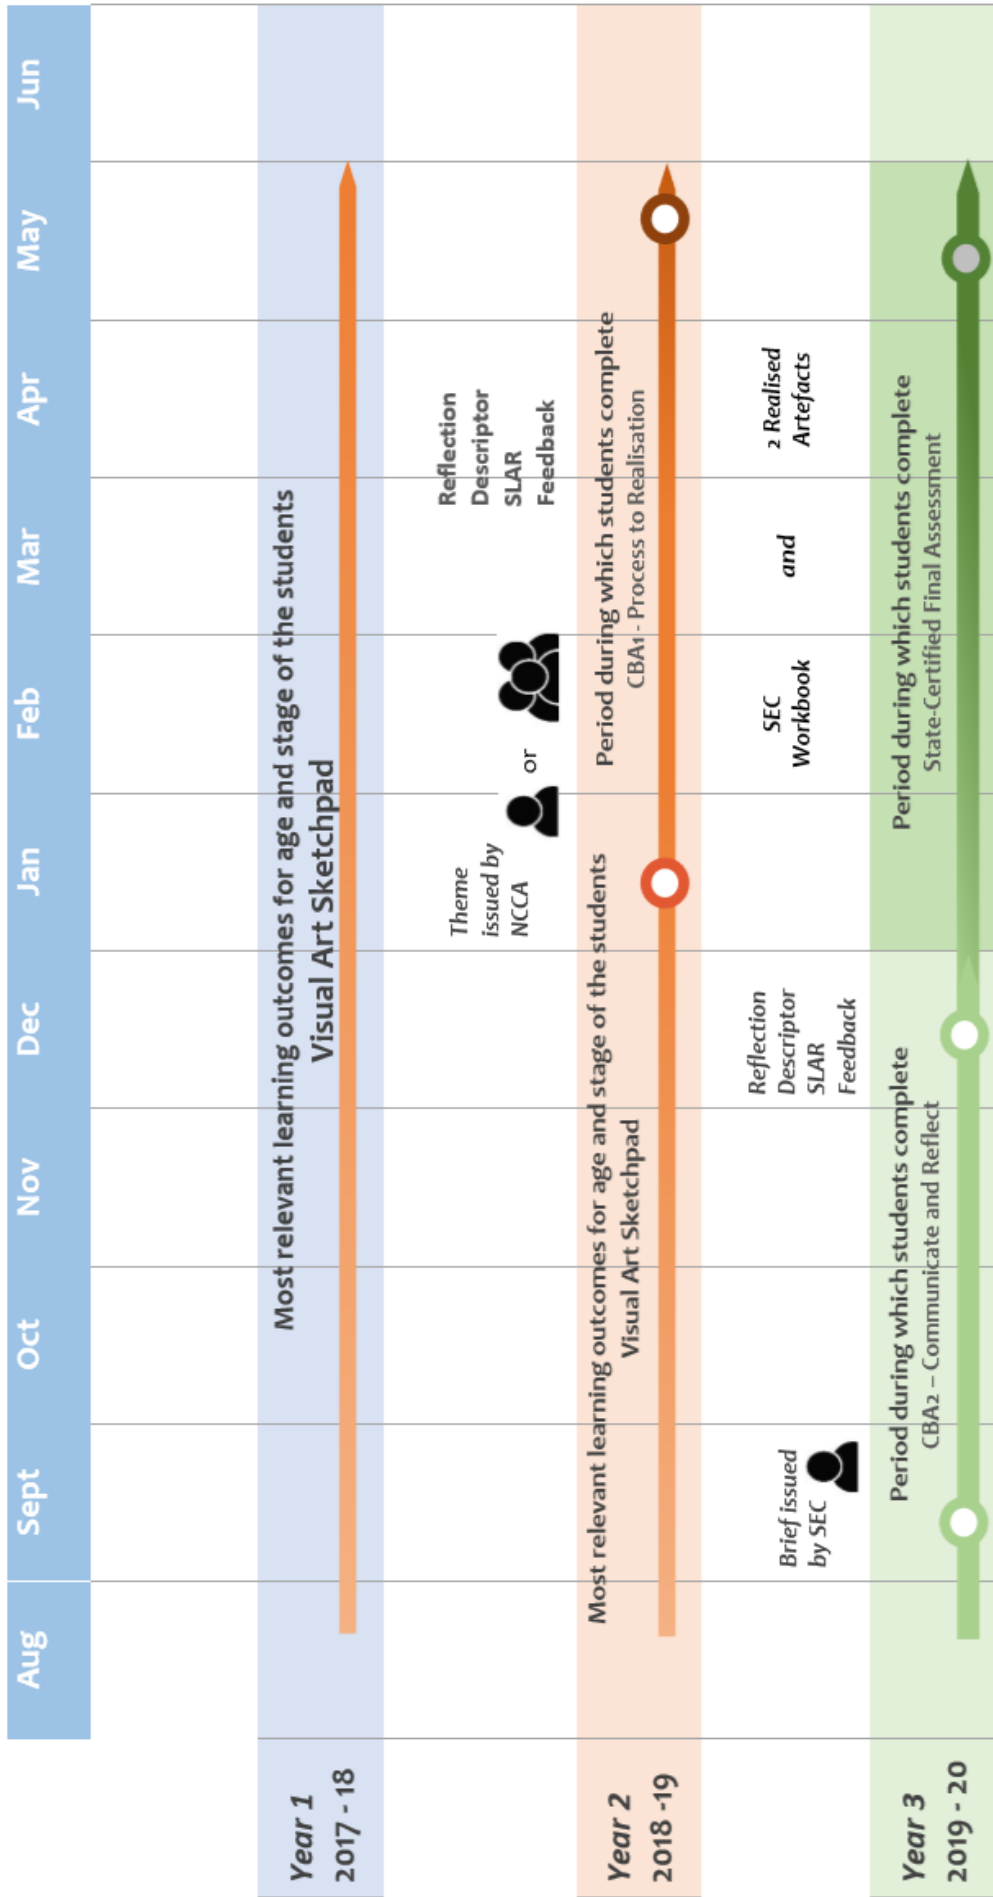 Aug
Sept
Oct
Nov
Dec
Jan
Feb
Mar
Apr
May
Jun
Year 1
2017 - 18
Most relevant learning outcomes for age and stage of the students
Visual Art Sketchpad
Theme
issued by
NCCA
or
Reflection
Descriptor
SLAR
Feedback
Year 2
2018 -19
Most relevant learning outcomes for age and stage of the students
Visual Art Sketchpad
Period during which students complete
CBA1 - Process to Realisation
Brief issued
by SEC
Reflection
Descriptor
SLAR
Feedback
SEC
Workbook
and
2 Realised
Artefacts
Year 3
2019 - 20
Period during which students complete
CBA2 – Communicate and Reflect
Period during which students complete
State-Certified Final Assessment